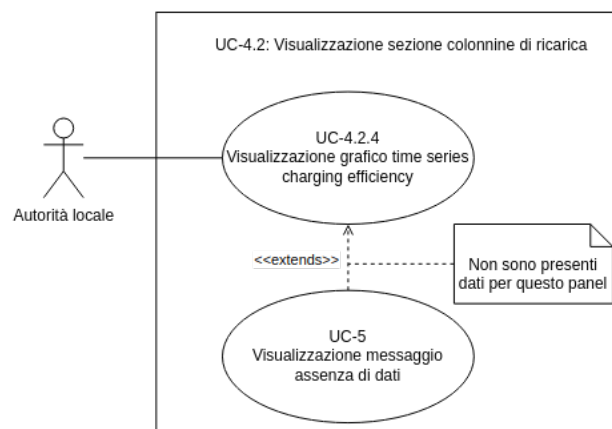 UC-4.2: Visualizzazione sezione colonnine di ricarica
UC-4.2.4
Visualizzazione grafico time series
charging efficiency
Autorità locale
<<extends>>
Non sono presenti
dati per questo panel
UC-5
Visualizzazione messaggio
assenza di dati